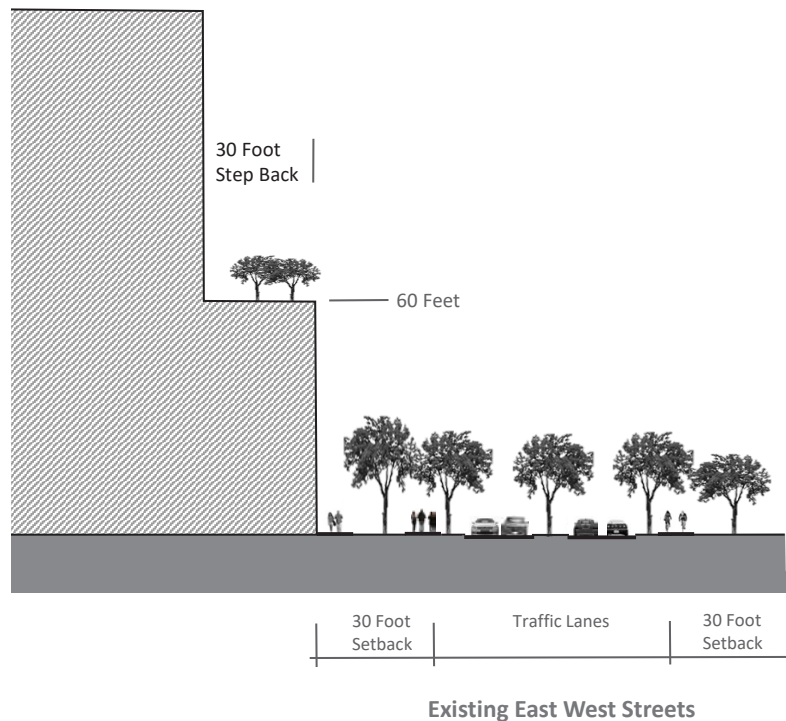 30 Foot
Step Back
60 Feet
30 Foot
Setback
Traffic Lanes
30 Foot
Setback
Existing East West Streets